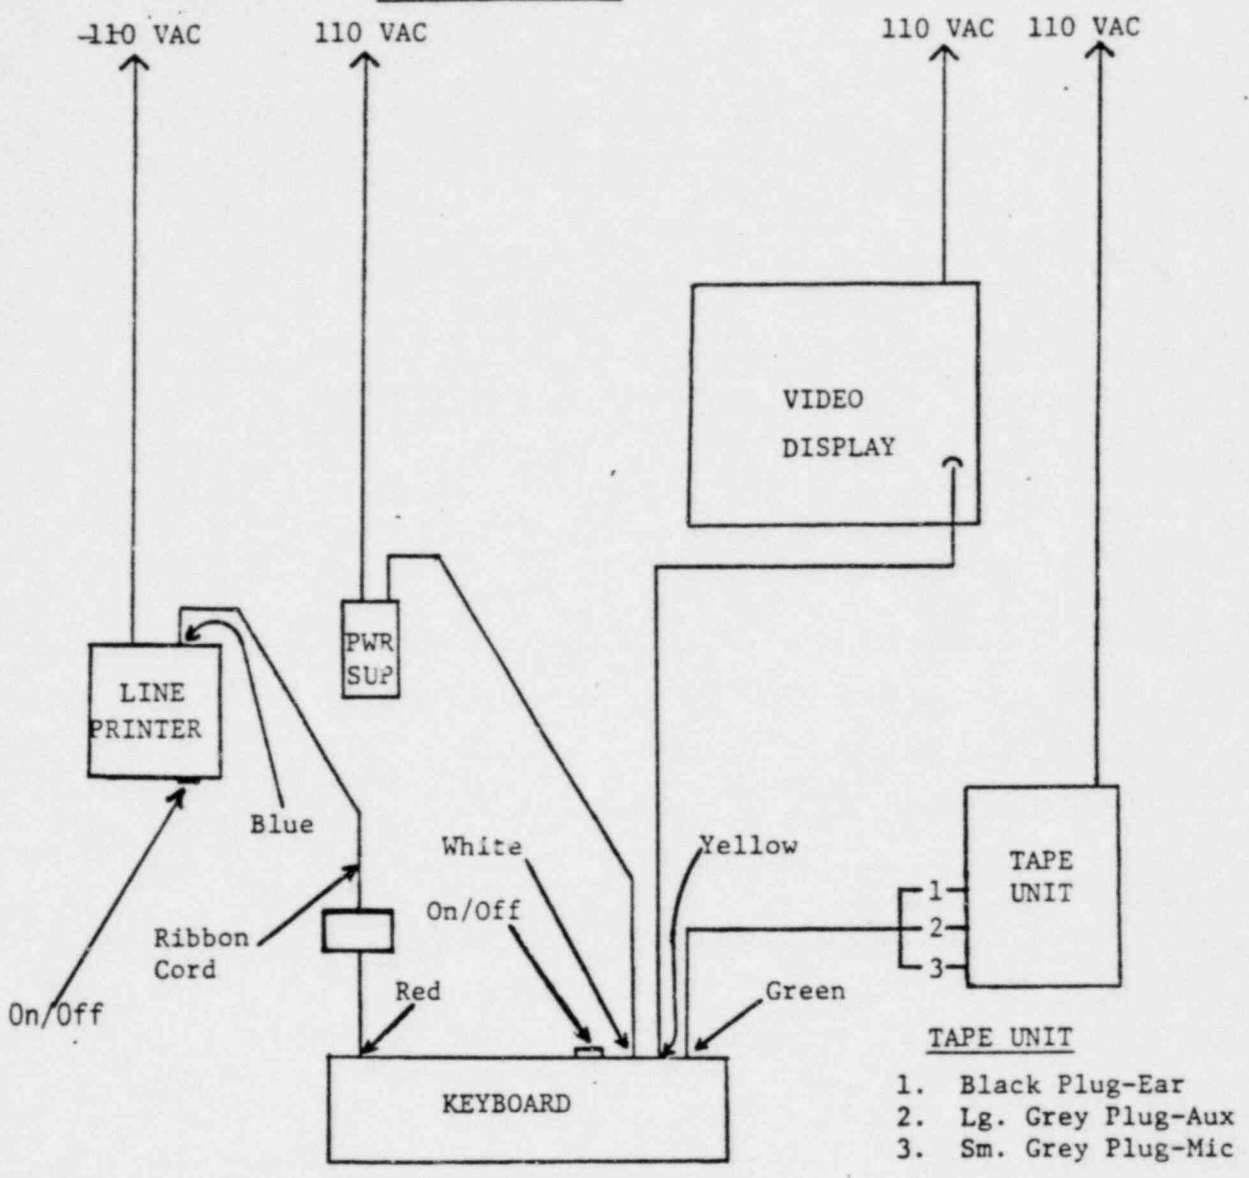 110 VAC
110 VAC
110 VAC
110 VAC
VIDEO
DISPLAY
PWR
SUP
LINE
PRINTER
Blue
White
Yellow
TAPE
UNIT
1
2
3
On/Off
Ribbon
Cord
Red
Green
On/Off
KEYBOARD
TAPE UNIT
1. Black Plug-Ear
2. Lg. Grey Plug-Aux
3. Sm. Grey Plug-Mic